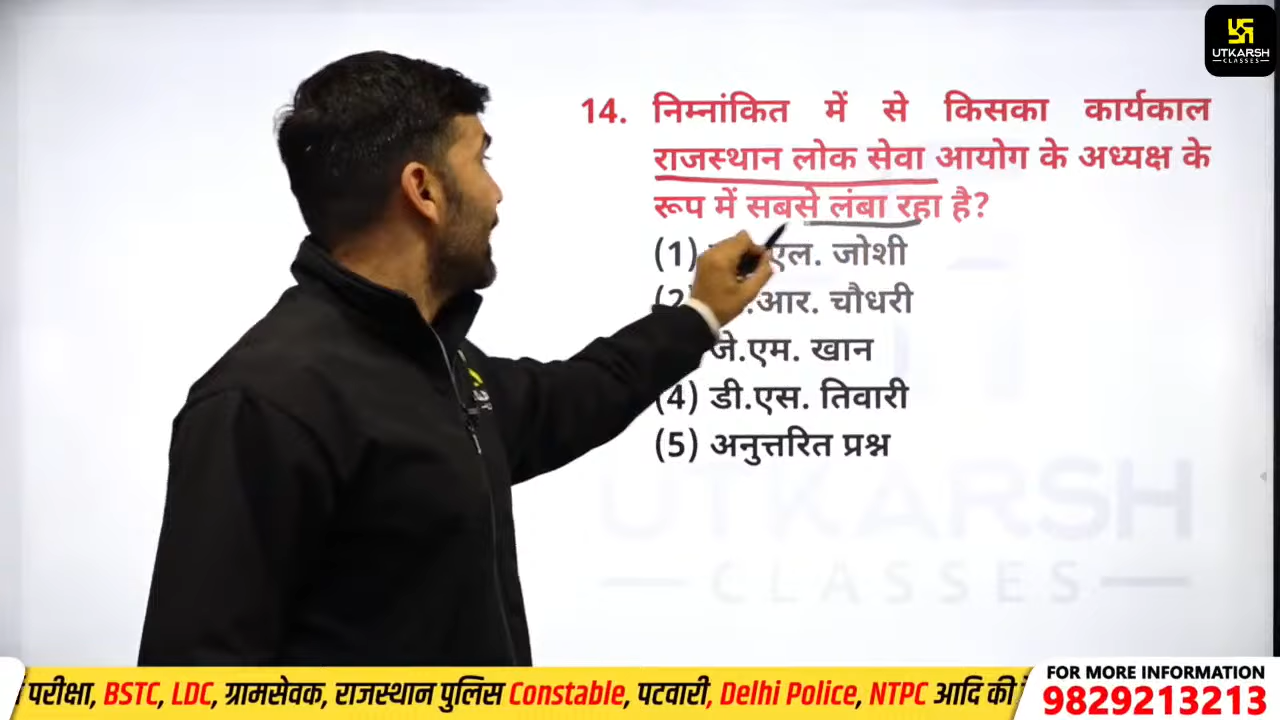 UTKARSH
CLASSES
14. निम्नांकित में से किसका कार्यकाल
राजस्थान लोक सेवा आयोग के अध्यक्ष के
रूप में सबसे लंबा रहा है?
(1) एल. जोशी
(2) .आर. चौधरी
जे.एम. खान
(4) डी.एस. तिवारी
(5) अनुत्तरित प्रश्न
UTKARSH
CLASSES
परीक्षा, BSTC, LDC, ग्रामसेवक, राजस्थान पुलिस Constable, पटवारी, Delhi Police, NTPC आदि की
FOR MORE INFORMATION
9829213213